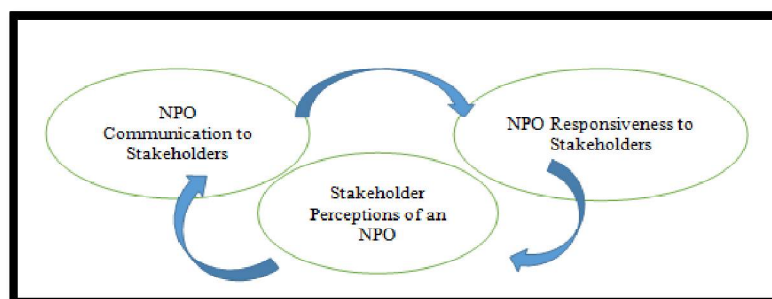 NPO
Communication to
Stakeholders
NPO Responsiveness to
Stakeholders
Stakeholder
Perceptions of an
NPO